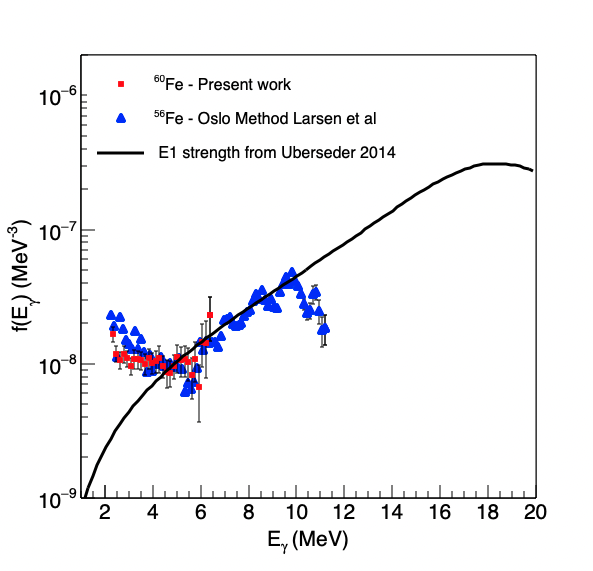 ⁶⁰Fe - Present work
⁵⁶Fe - Oslo Method Larsen et al
E1 strength from Uberseder 2014
f(Eγ) (MeV⁻³)
10⁻⁶
10⁻⁷
10⁻⁸
10⁻⁹
2 4 6 8 10 12 14 16 18 20
Eγ (MeV)